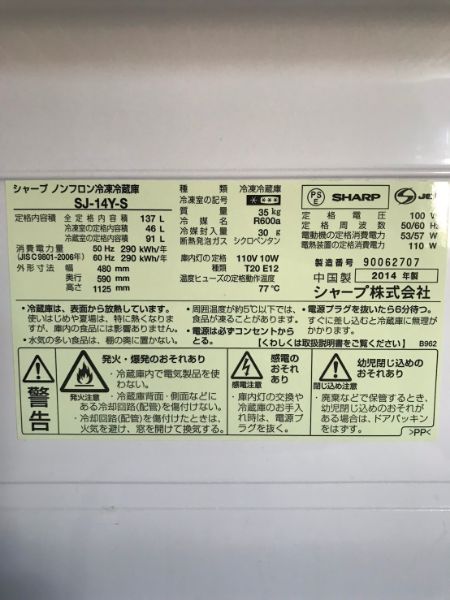 シャープ ノンフロン冷凍冷蔵庫
SJ-14Y-S
定格内容積 全定格内容積 137 L
冷凍室の定格内容積 46 L
冷蔵室の定格内容積 91 L
消費電力量 50 Hz 290 kWh/年
(JIS C 9801-2006年) 60 Hz 290 kWh/年
外形寸法 幅 480 mm
奥行 590 mm
高さ 1125 mm
種類 冷凍冷蔵庫
冷凍室の記号 * ***
質量 35 kg
冷媒 R600a
冷媒封入量 30 g
断熱発泡ガス シクロペンタン
庫内灯の定格 110V 10W
種類 T20 E12
温度ヒューズの定格動作温度
77 ℃
PS
E
SHARP
定格電圧 100 V
定格周波数 50/60 Hz
電動機の定格消費電力 53/57 W
電熱装置の定格消費電力 110 W
製造番号 90062707
中国製 2014 年製
シャープ株式会社
・冷蔵庫は、表面から放熱しています。
使いはじめや夏場は、特に熱くなります
が、庫内の食品には影響ありません。
・水気の多い食品は、棚の奥に置かない。
・周囲温度が約5℃以下では、
食品が凍ることがあります。
・電源は必ずコンセントから
とる。
・電源プラグを抜いたら6分待つ。
すぐに差し込むと冷蔵庫に無理が
かかります。
【くわしくは取扱説明書をご覧ください】
B962
警告
発火注意
発火・爆発のおそれあり
・冷蔵庫内で電気製品を使
わない。
・冷蔵庫背面・側面などに
ある冷却回路(配管)を傷付けない。
・冷却回路(配管)を傷付けたときは、
火気を避け、窓を開けて換気する。
感電注意
感電の
おそれあり
・庫内灯の交換や
冷蔵庫のお手入
れ時は、電源プ
ラグを抜く。
閉じ込め注意
幼児閉じ込めの
おそれあり
・廃棄などで保管するときで、
幼児閉じ込めのおそれが
ある場合は、ドアパッキン
をはずす。
>PP<